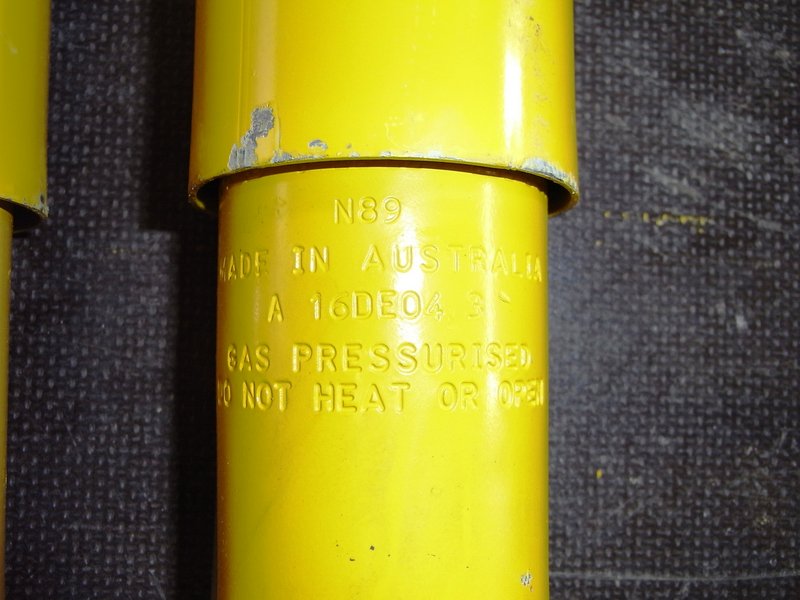 N89
MADE IN AUSTRALIA
A 16DE04 3
GAS PRESSURISED
DO NOT HEAT OR OPEN